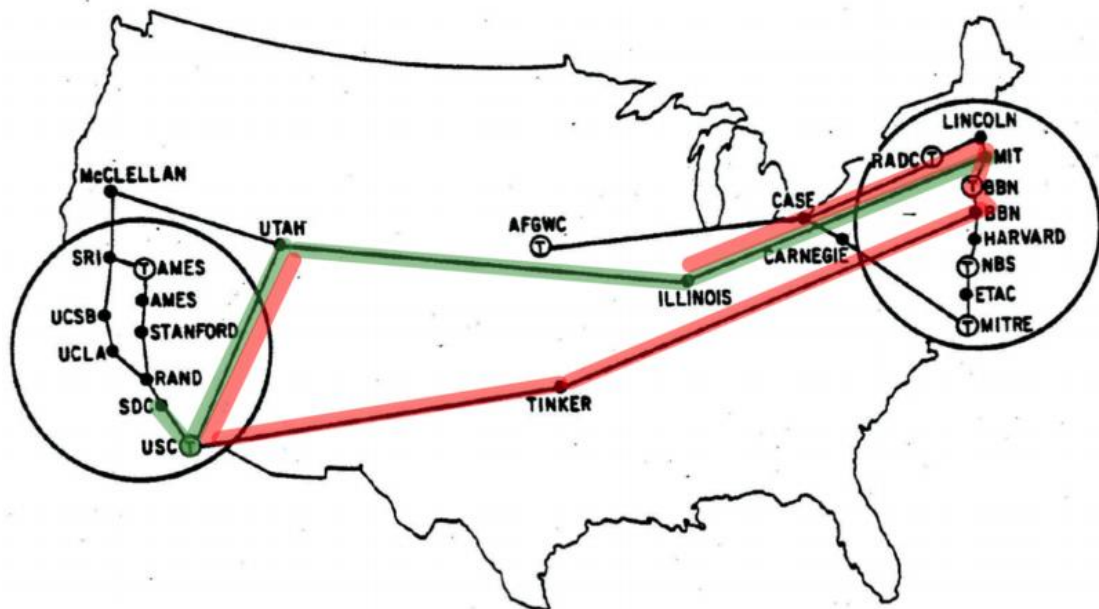 LINCOLN
RADC T
MIT
McCLELLAN
T BBN
CASE
AFGWC
T
BBN
UTAH
HARVARD
CARNEGIE
SRI
T AMES
T NBS
ILLINOIS
AMES
ETAC
UCSB
STANFORD
T MITRE
UCLA
RAND
TINKER
SDC
USC T